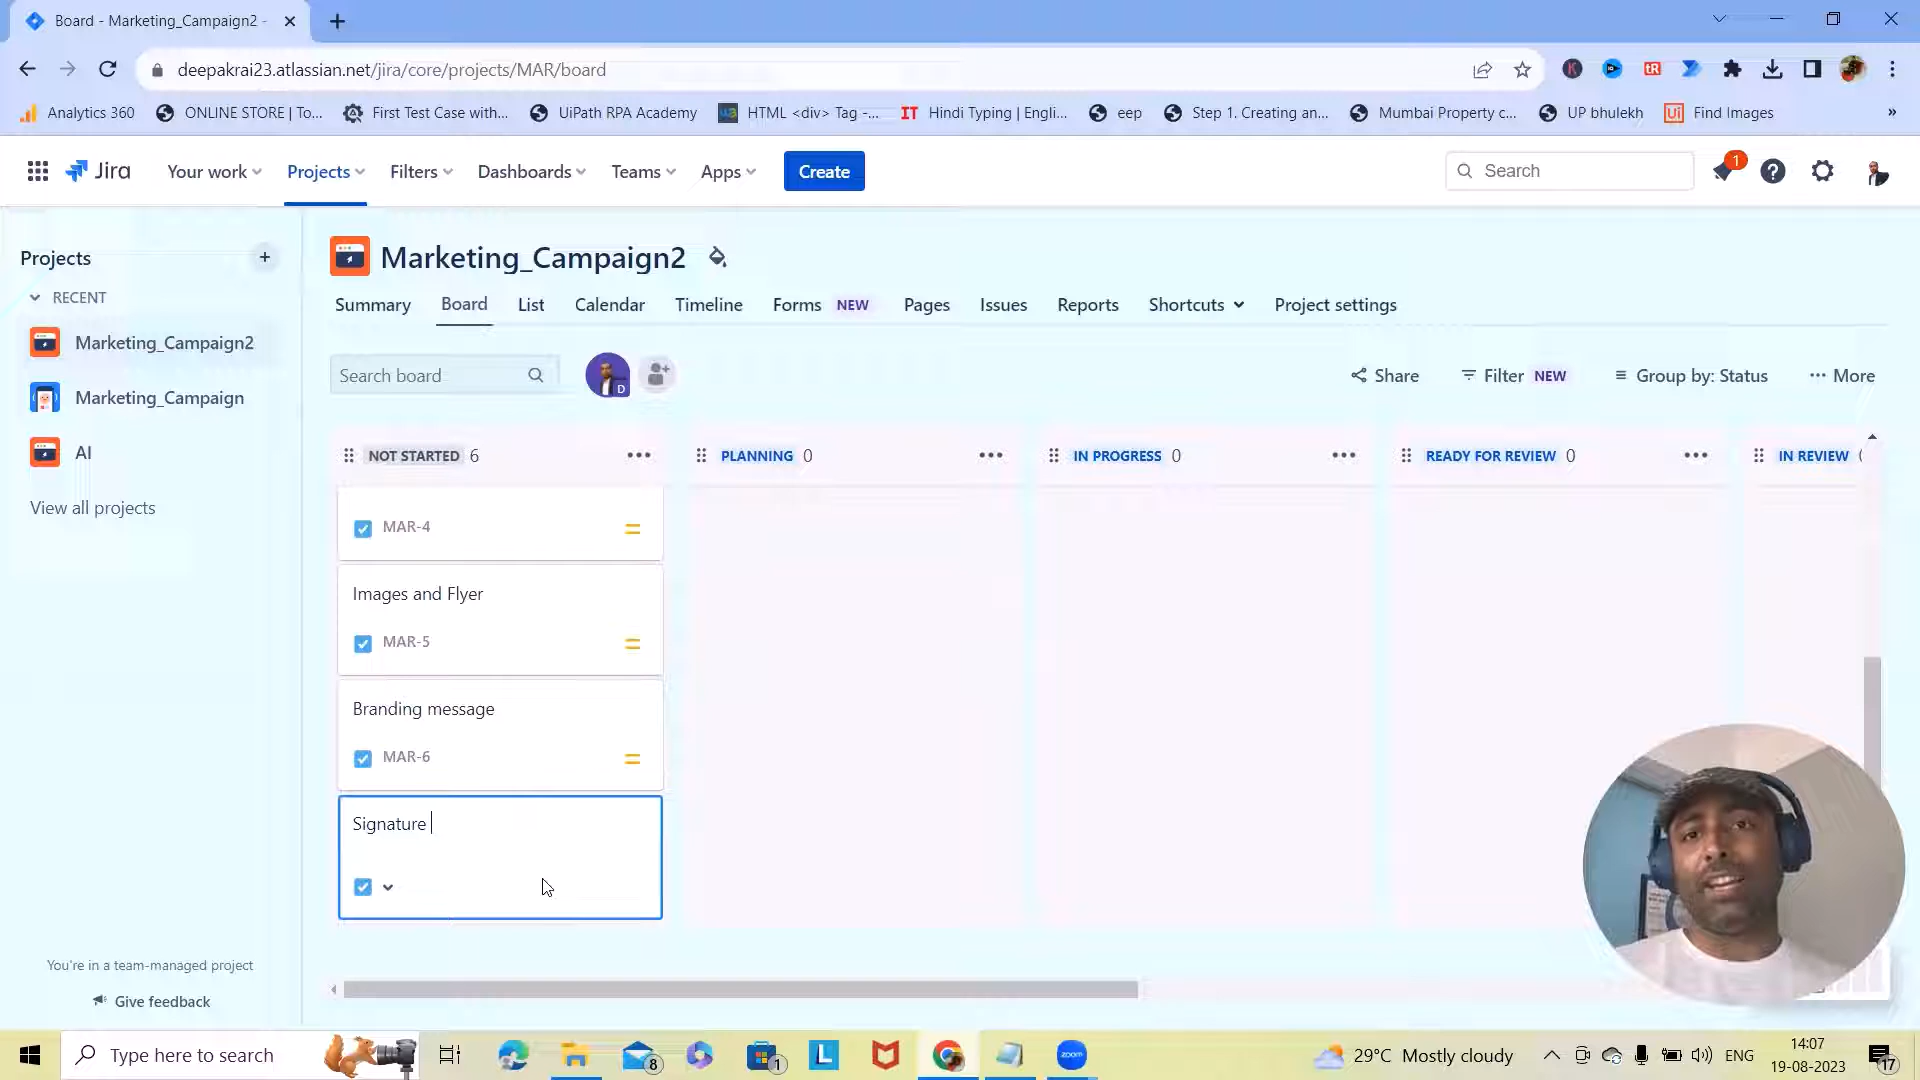 Board - Marketing_Campaign2 -
deepakrai23.atlassian.net/jira/core/projects/MAR/board
Analytics 360
ONLINE STORE | To...
First Test Case with...
UiPath RPA Academy
HTML <div> Tag -...
IT Hindi Typing | Engli...
eep
Step 1. Creating an...
Mumbai Property c...
UP bhulekh
Find Images
»
Jira
Your work
Projects
Filters
Dashboards
Teams
Apps
Create
Search
1
Projects
RECENT
Marketing_Campaign2
Marketing_Campaign
AI
View all projects
You're in a team-managed project
Give feedback
Marketing_Campaign2
Summary
Board
List
Calendar
Timeline
Forms NEW
Pages
Issues
Reports
Shortcuts
Project settings
Search board
D
Share
Filter NEW
Group by: Status
More
NOT STARTED 6
PLANNING 0
IN PROGRESS 0
READY FOR REVIEW 0
IN REVIEW
MAR-4
Images and Flyer
MAR-5
Branding message
MAR-6
Signature
Type here to search
8
1
L
zoom
29°C Mostly cloudy
ENG
14:07
19-08-2023
17